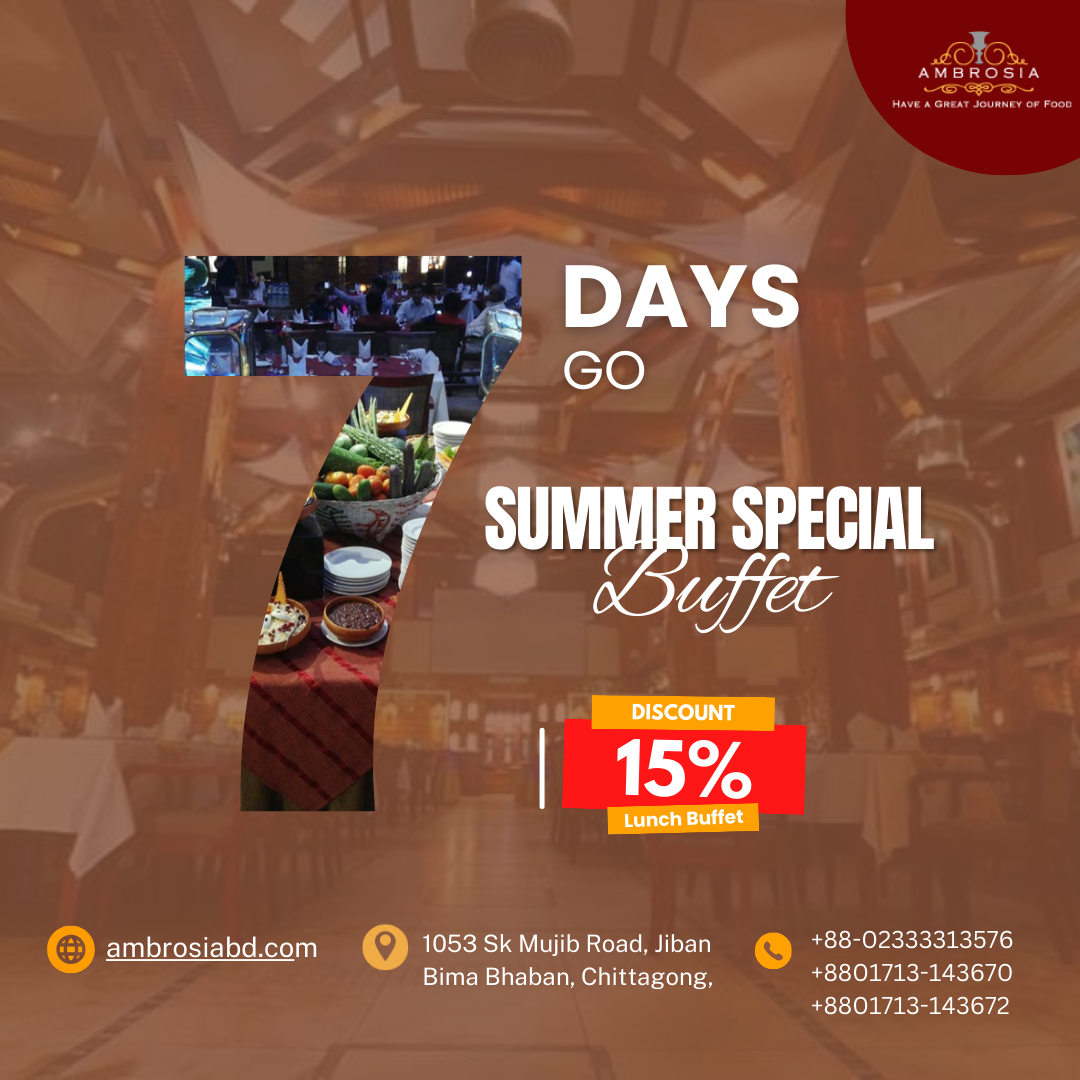 AMBROSIA
HAVE A GREAT JOURNEY OF FOOD
7 DAYS
GO
SUMMER SPECIAL
Buffet
DISCOUNT
15%
Lunch Buffet
ambrosiabd.com
1053 Sk Mujib Road, Jiban
Bima Bhaban, Chittagong,
+88-02333313576
+8801713-143670
+8801713-143672